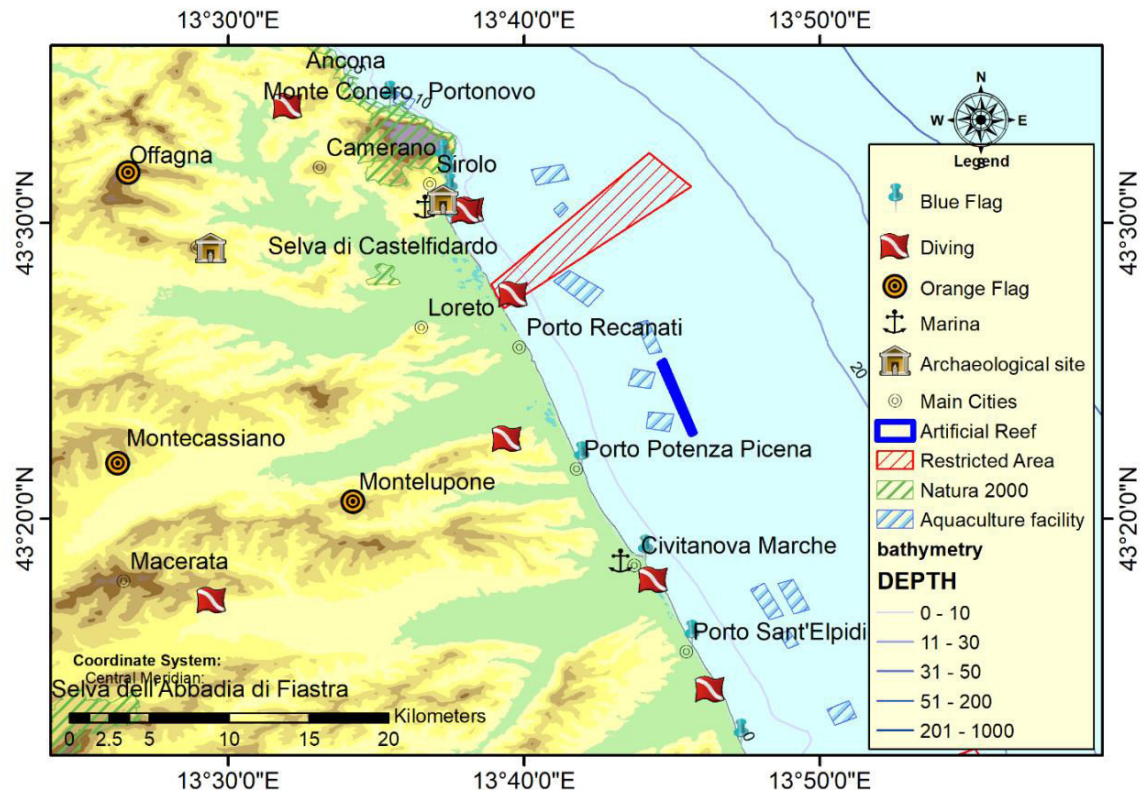 13°30'0"E 13°40'0"E 13°50'0"E
Ancona
Monte Conero
Portonovo
10
Offagna
Camerano
Sirolo
43°30'0"N
43°30'0"N
Selva di Castelfidardo
Loreto
Porto Recanati
20
Montecassiano
Porto Potenza Picena
Montelupone
43°20'0"N
43°20'0"N
Civitanova Marche
Macerata
Porto Sant'Elpidi
Coordinate System:
Central Meridian:
Selva dell'Abbadia di Fiastra
Kilometers
0 2.5 5 10 15 20
0
N
W E
S
Legend
Blue Flag
Diving
Orange Flag
Marina
Archaeological site
Main Cities
Artificial Reef
Restricted Area
Natura 2000
Aquaculture facility
bathymetry
DEPTH
0 - 10
11 - 30
31 - 50
51 - 200
201 - 1000
13°30'0"E 13°40'0"E 13°50'0"E